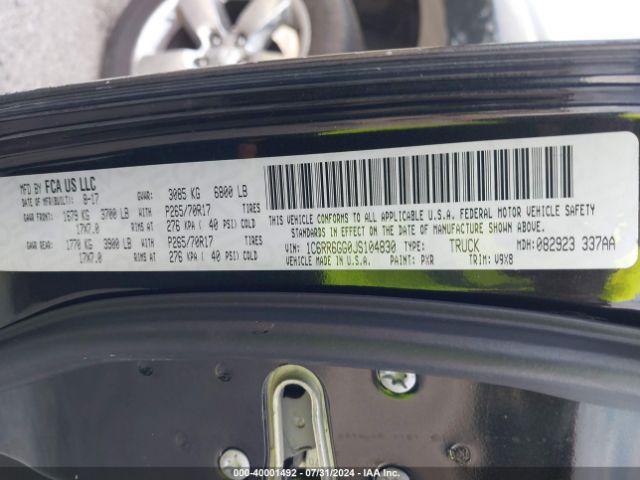 MFD BY FCA US LLC
DATE OF MFR(BUILT): 8-17 GVWR: 3085 KG 6800 LB
GAWR FRONT: 1679 KG 3700 LB WITH P265/70R17 TIRES
17X7.0 RIMS AT 276 KPA ( 40 PSI) COLD
GAWR REAR: 1770 KG 3900 LB WITH P265/70R17 TIRES
17X7.0 RIMS AT 276 KPA ( 40 PSI) COLD
THIS VEHICLE CONFORMS TO ALL APPLICABLE U.S.A. FEDERAL MOTOR VEHICLE SAFETY
STANDARDS IN EFFECT ON THE DATE OF MANUFACTURE SHOWN ABOVE.
VIN: 1C6RR6GG0JS104830 TYPE: TRUCK MDH: 082923 337AA
VEHICLE MADE IN U.S.A. PAINT: PXR TRIM: V9X8
000-40001492 - 07/31/2024 - IAA Inc.